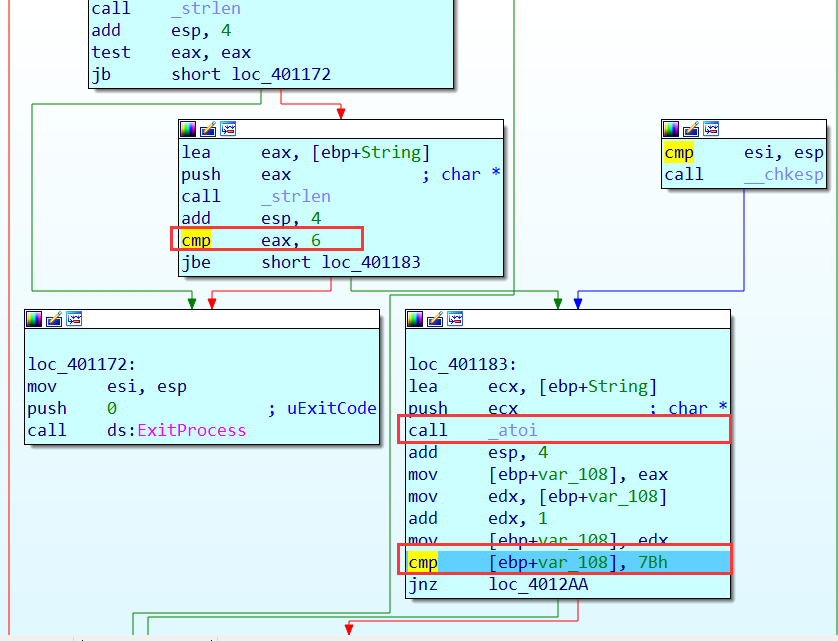 call _strlen
add esp, 4
test eax, eax
jb short loc_401172
lea eax, [ebp+String]
push eax ; char *
call _strlen
add esp, 4
cmp eax, 6
jbe short loc_401183
cmp esi, esp
call __chkesp
loc_401172:
mov esi, esp
push 0 ; uExitCode
call ds:ExitProcess
loc_401183:
lea ecx, [ebp+String]
push ecx ; char *
call _atoi
add esp, 4
mov [ebp+var_108], eax
mov edx, [ebp+var_108]
add edx, 1
mov [ebp+var_108], edx
cmp [ebp+var_108], 7Bh
jnz loc_4012AA